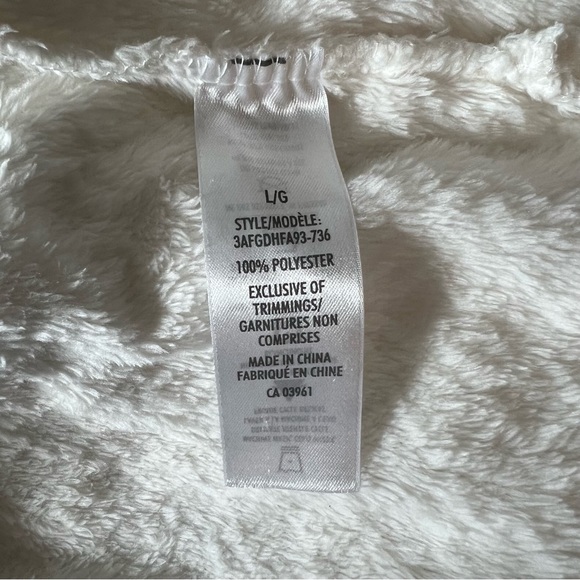 L/G
STYLE/MODÈLE:
3AFGDHFA93-736
100% POLYESTER
EXCLUSIVE OF
TRIMMINGS/
GARNITURES NON
COMPRISES
MADE IN CHINA
FABRIQUÉ EN CHINE
CA 03961